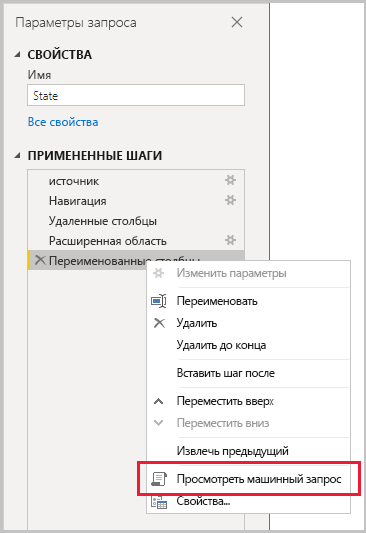 Параметры запроса
СВОЙСТВА
Имя
State
Все свойства
ПРИМЕНЕННЫЕ ШАГИ
источник
Навигация
Удаленные столбцы
Расширенная область
Переименованные столбцы
Изменить параметры
Переименовать
Удалить
Удалить до конца
Вставить шаг после
Переместить вверх
Переместить вниз
Извлечь предыдущий
Просмотреть машинный запрос
Свойства...